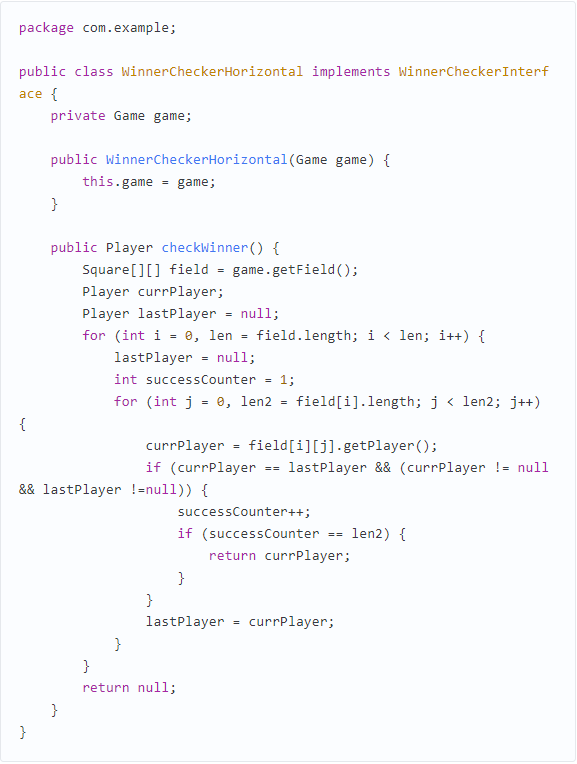 package com.example;

public class WinnerCheckerHorizontal implements WinnerCheckerInterf
ace {
    private Game game;

    public WinnerCheckerHorizontal(Game game) {
        this.game = game;
    }

    public Player checkWinner() {
        Square[][] field = game.getField();
        Player currPlayer;
        Player lastPlayer = null;
        for (int i = 0, len = field.length; i < len; i++) {
            lastPlayer = null;
            int successCounter = 1;
            for (int j = 0, len2 = field[i].length; j < len2; j++)
{
                currPlayer = field[i][j].getPlayer();
                if (currPlayer == lastPlayer && (currPlayer != null
&& lastPlayer !=null)) {
                    successCounter++;
                    if (successCounter == len2) {
                        return currPlayer;
                    }
                }
                lastPlayer = currPlayer;
            }
        }
        return null;
    }
}